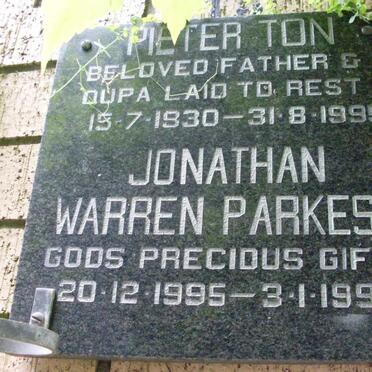 PIETER TON
BELOVED FATHER &
OUPA LAID TO REST
15-7-1930-31-8-1995
JONATHAN
WARREN PARKES
GODS PRECIOUS GIF
20-12-1995-3-1-199